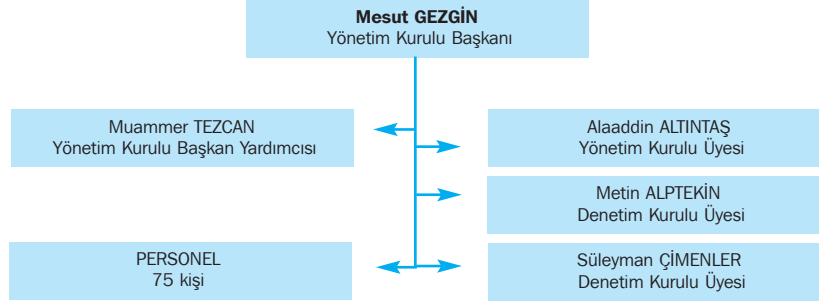 Mesut GEZGİN
Yönetim Kurulu Başkanı
Muammer TEZCAN
Yönetim Kurulu Başkan Yardımcısı
Alaaddin ALTINTAŞ
Yönetim Kurulu Üyesi
Metin ALPTEKİN
Denetim Kurulu Üyesi
PERSONEL
75 kişi
Süleyman ÇİMENLER
Denetim Kurulu Üyesi